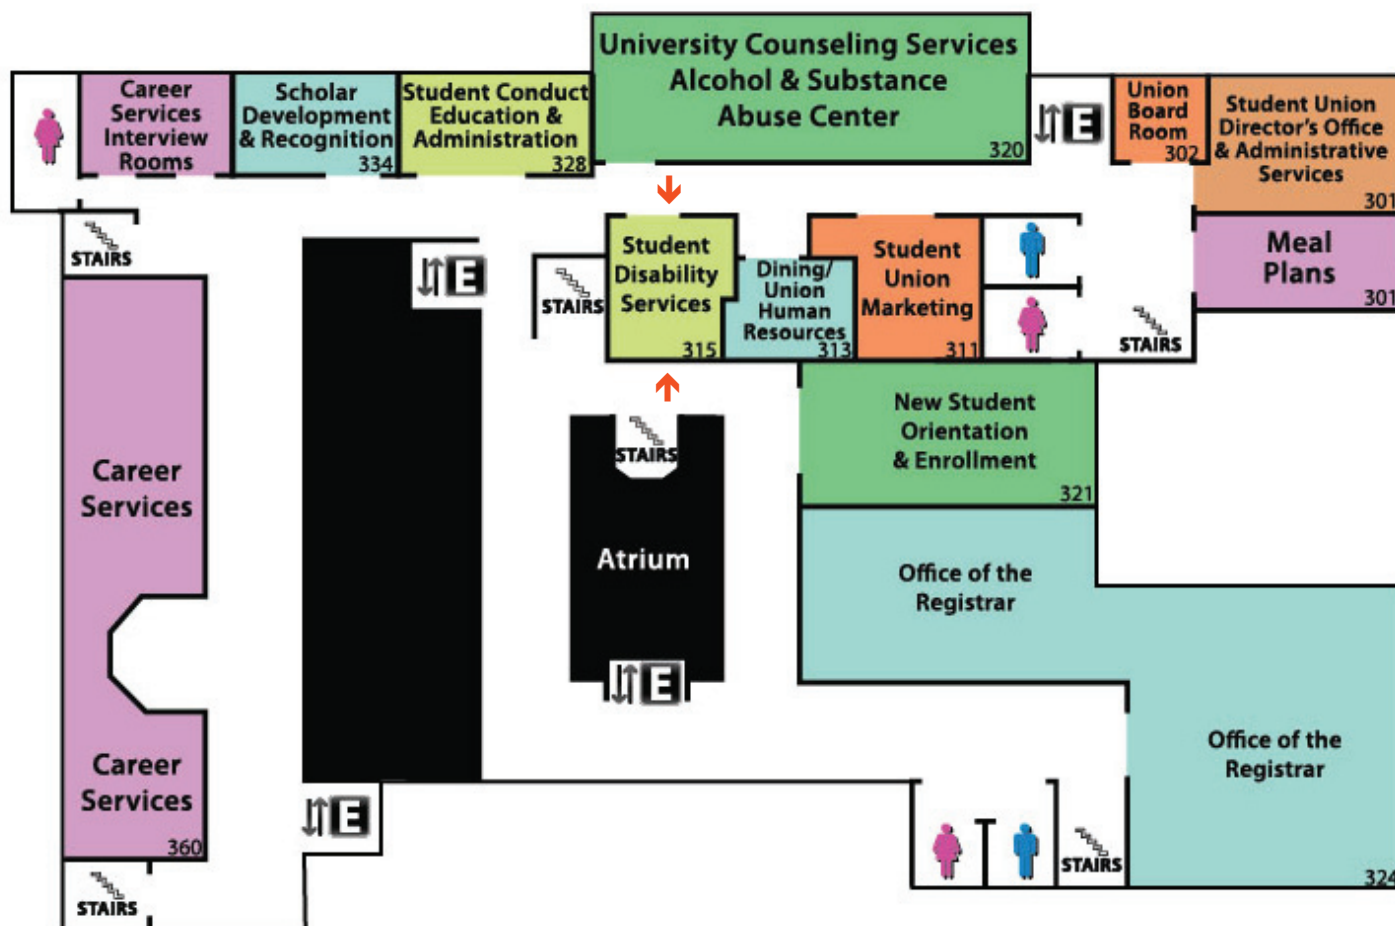 University Counseling Services
Alcohol & Substance
Abuse Center
320
Career
Services
Interview
Rooms
Scholar
Development
& Recognition
334
Student Conduct
Education &
Administration
328
E
Union
Board
Room
302
Student Union
Director's Office
& Administrative
Services
301
STAIRS
E
STAIRS
Student
Disability
Services
315
Dining/
Union
Human
Resources
313
Student
Union
Marketing
311
Meal
Plans
301
STAIRS
New Student
Orientation
& Enrollment
321
STAIRS
Career
Services
Atrium
Office of the
Registrar
E
Office of the
Registrar
324
Career
Services
360
E
STAIRS
STAIRS